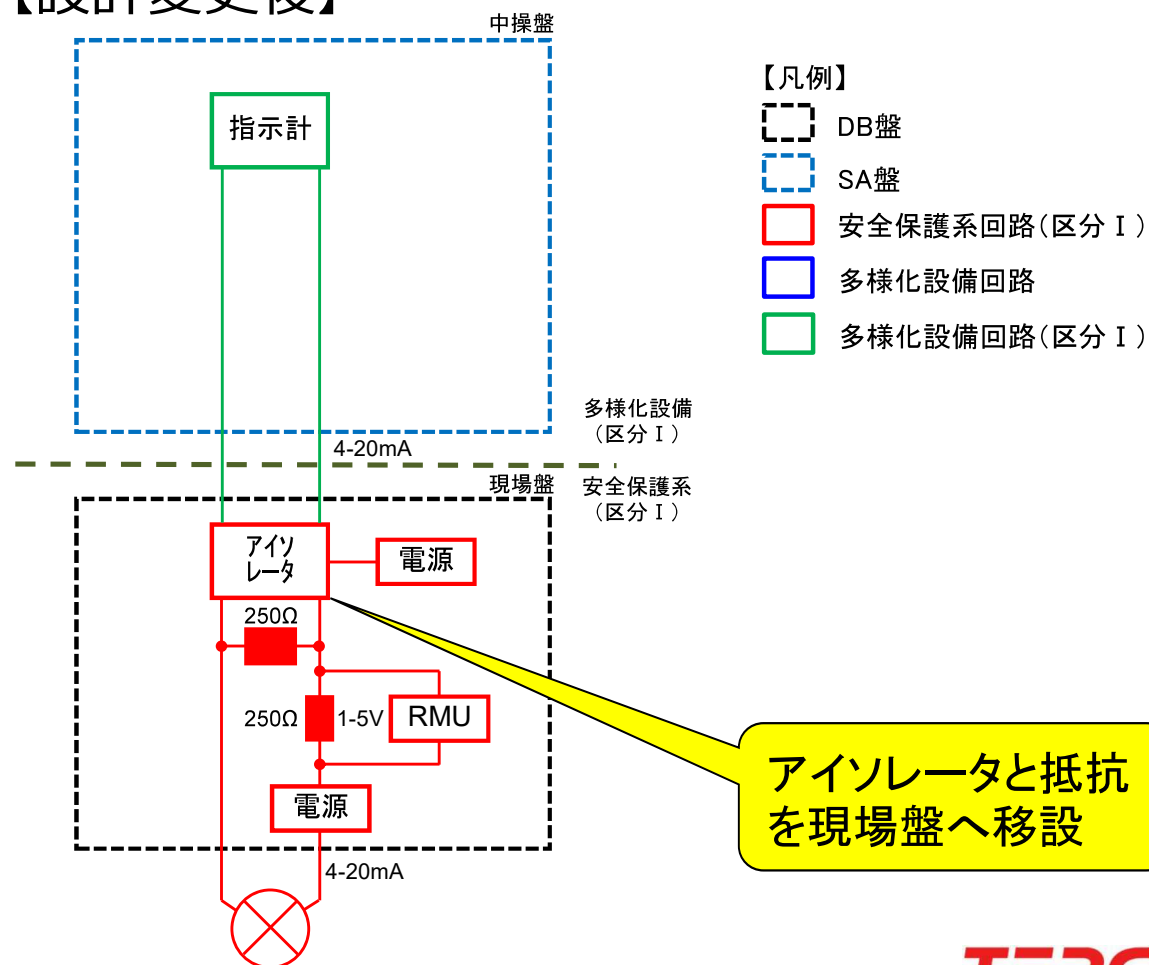 【設計変更後】
中操盤
指示計
【凡例】
DB盤
SA盤
安全保護系回路(区分Ⅰ)
多様化設備回路
多様化設備回路(区分Ⅰ)
多様化設備
(区分Ⅰ)
4-20mA
現場盤
安全保護系
(区分Ⅰ)
アイソ
レータ
電源
250Ω
250Ω
1-5V
RMU
電源
4-20mA
アイソレータと抵抗
を現場盤へ移設